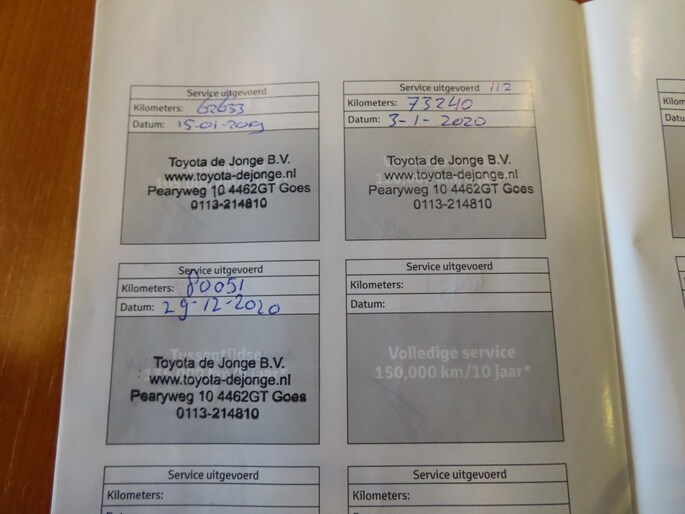 Service uitgevoerd
Kilometers: 62633
Datum: 15-01-2019
Toyota de Jonge B.V.
www.toyota-dejonge.nl
Pearyweg 10 4462GT Goes
0113-214810
Service uitgevoerd 112
Kilometers: 73240
Datum: 3-1-2020
Toyota de Jonge B.V.
www.toyota-dejonge.nl
Pearyweg 10 4462GT Goes
0113-214810
Service uitgevoerd
Kilometers: 80051
Datum: 29-12-2020
Tussentijdse
Toyota de Jonge B.V.
www.toyota-dejonge.nl
Pearyweg 10 4462GT Goes
0113-214810
Service uitgevoerd
Kilometers:
Datum:
Volledige service
150,000 km/10 jaar*
Service uitgevoerd
Kilometers:
Service uitgevoerd
Kilometers: